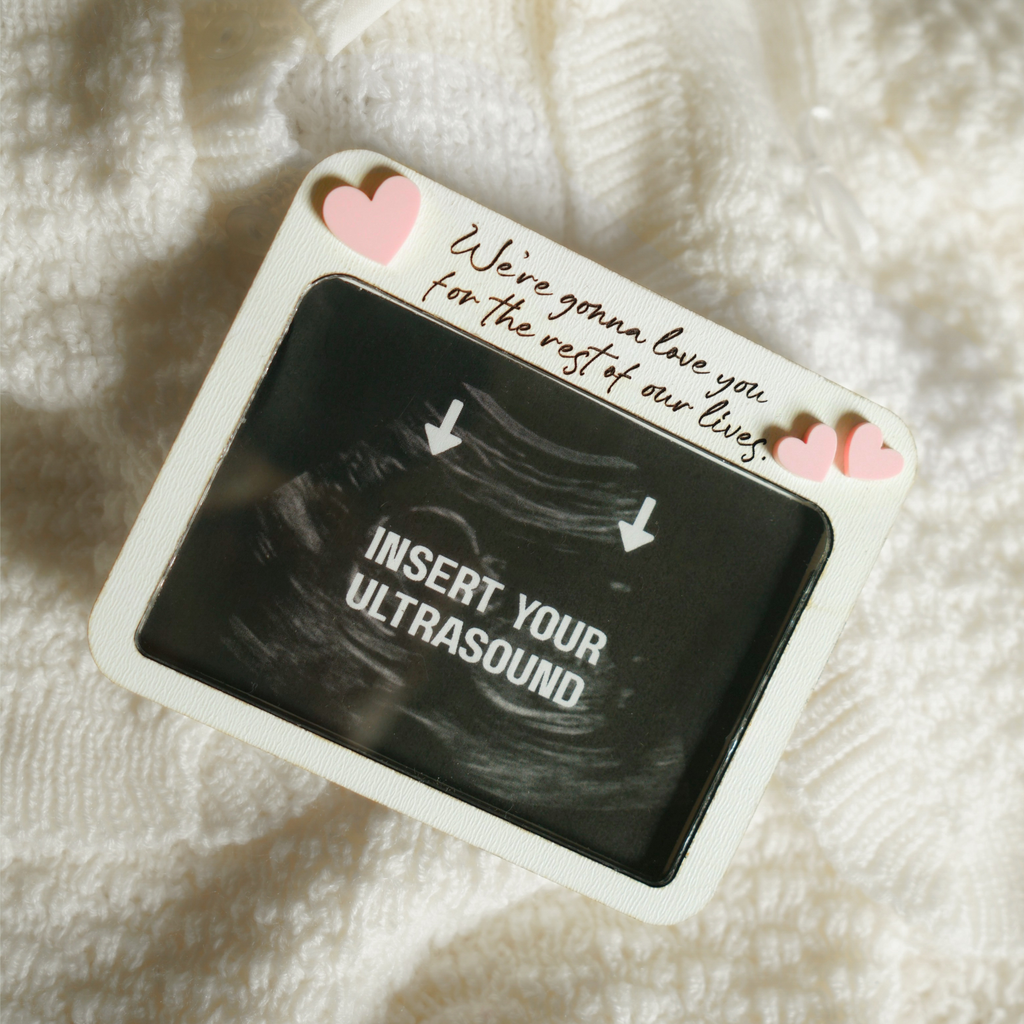 We're gonna love you
for the rest of our lives.
INSERT YOUR
ULTRASOUND